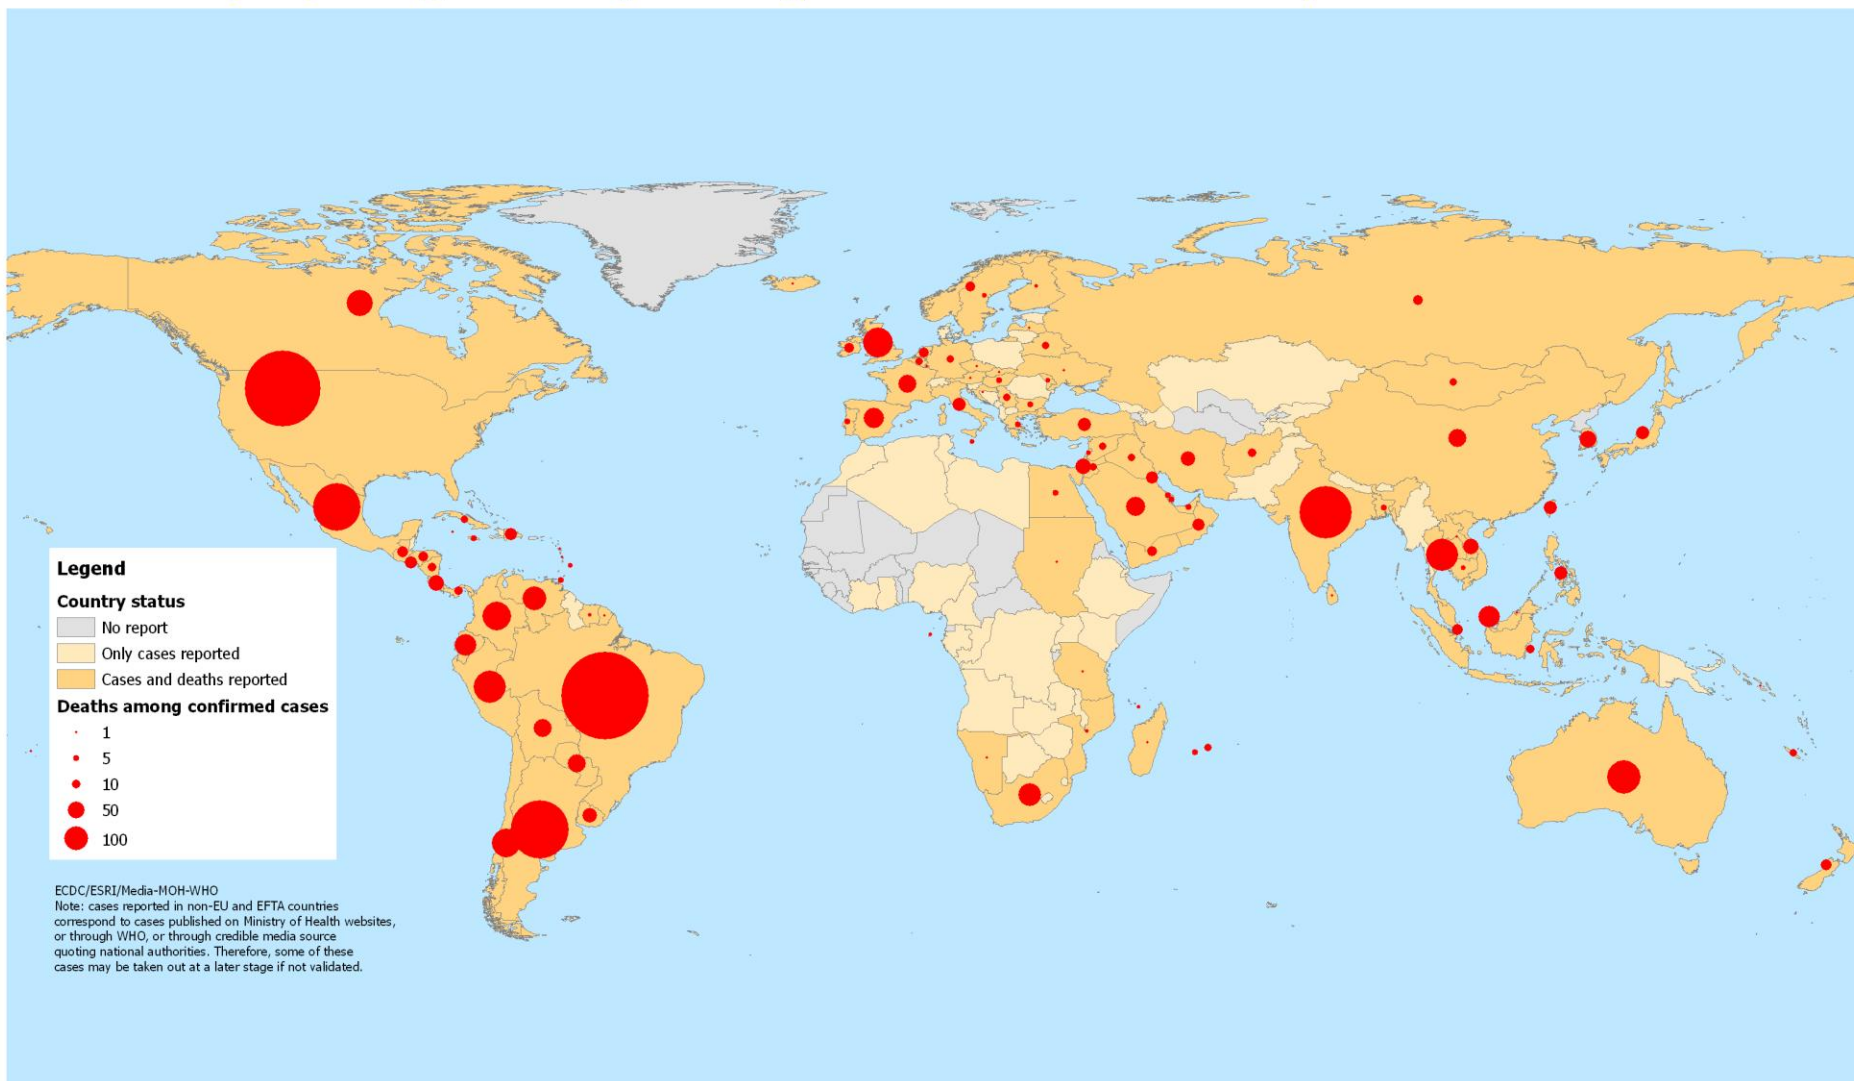 Legend
Country status
No report
Only cases reported
Cases and deaths reported
Deaths among confirmed cases
1
5
10
50
100
ECDC/ESRI/Media-MOH-WHO
Note: cases reported in non-EU and EFTA countries
correspond to cases published on Ministry of Health websites,
or through WHO, or through credible media source
quoting national authorities. Therefore, some of these
cases may be taken out at a later stage if not validated.